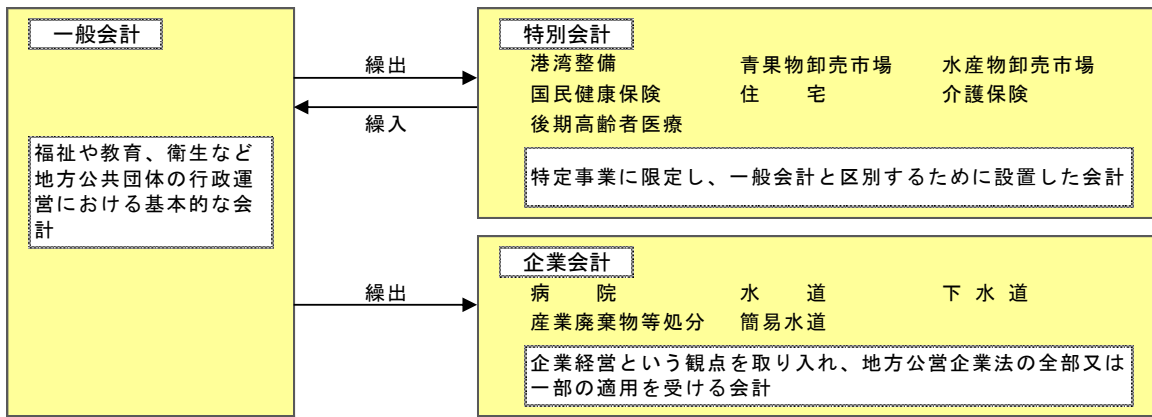 一般会計
福祉や教育、衛生など
地方公共団体の行政運
営における基本的な会
計
繰出
繰入
特別会計
港湾整備 青果物卸売市場 水産物卸売市場
国民健康保険 住　　宅 介護保険
後期高齢者医療
特定事業に限定し、一般会計と区別するために設置した会計
繰出
企業会計
病　　院 水　　道 下 水 道
産業廃棄物等処分 簡易水道
企業経営という観点を取り入れ、地方公営企業法の全部又は
一部の適用を受ける会計